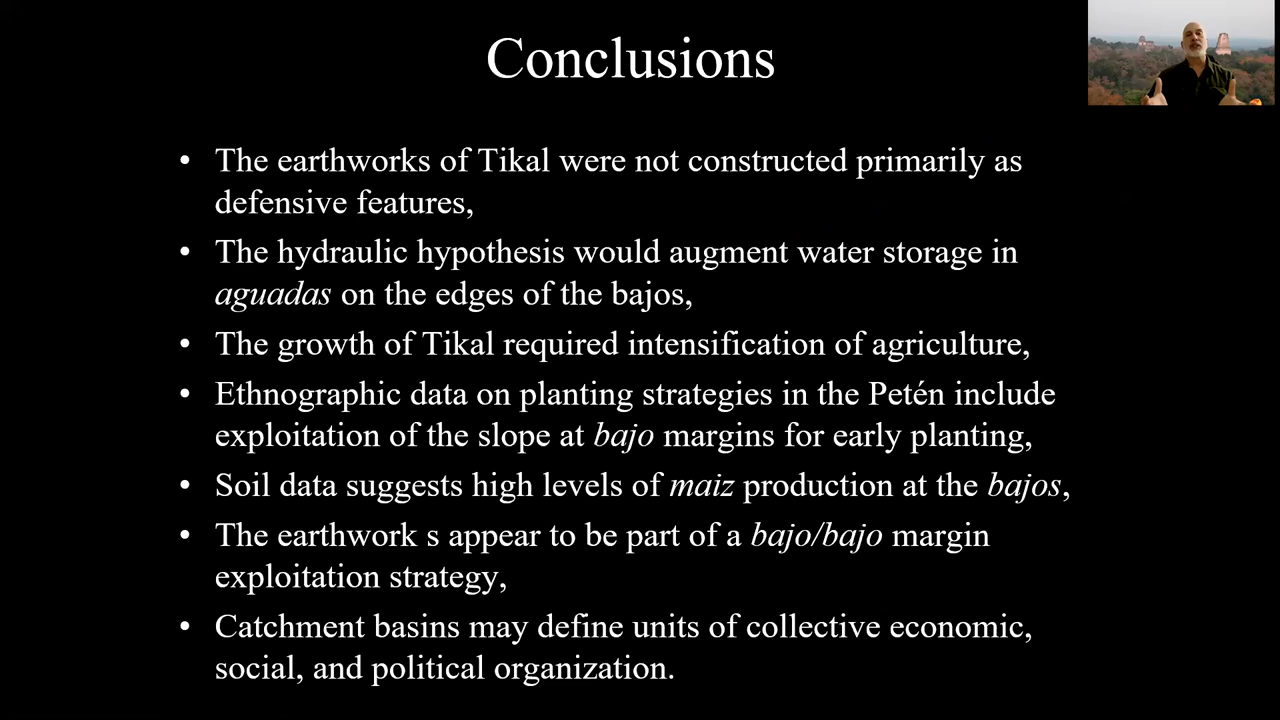 Conclusions
• The earthworks of Tikal were not constructed primarily as
defensive features,
• The hydraulic hypothesis would augment water storage in
aguadas on the edges of the bajos,
• The growth of Tikal required intensification of agriculture,
• Ethnographic data on planting strategies in the Petén include
exploitation of the slope at bajo margins for early planting,
• Soil data suggests high levels of maiz production at the bajos,
• The earthwork s appear to be part of a bajo/bajo margin
exploitation strategy,
• Catchment basins may define units of collective economic,
social, and political organization.